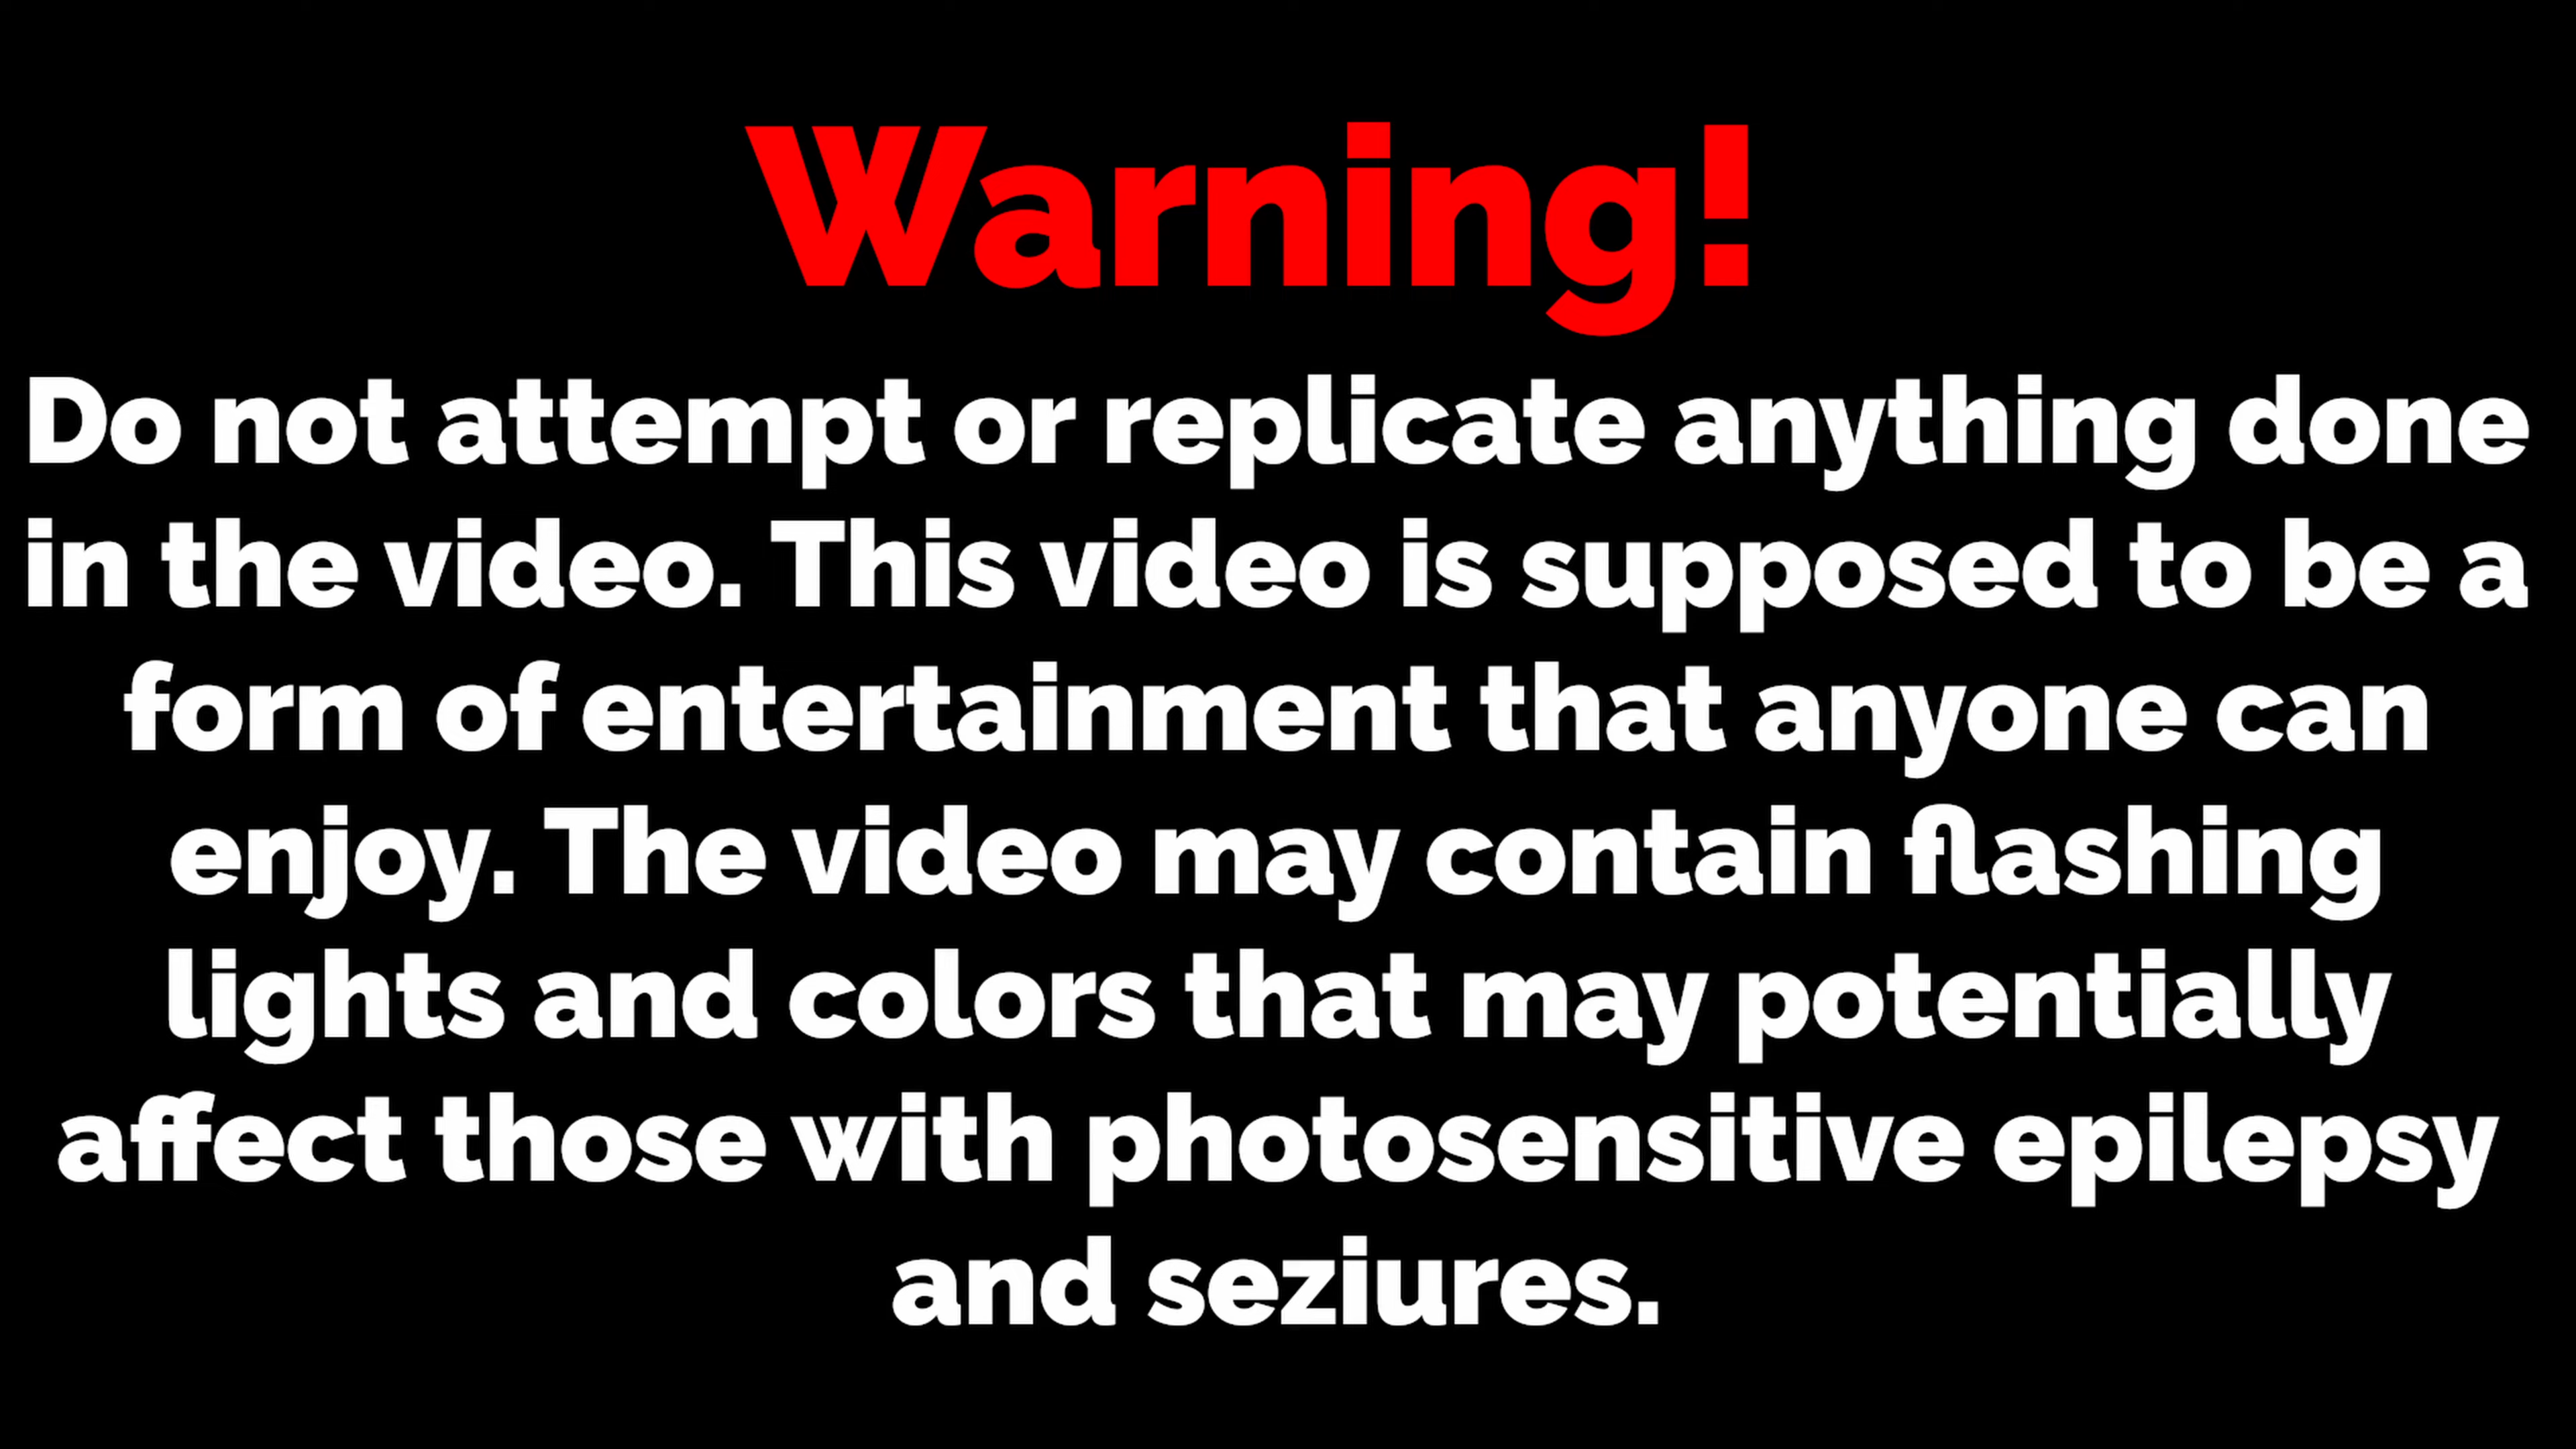 Warning!
Do not attempt or replicate anything done
in the video. This video is supposed to be a
form of entertainment that anyone can
enjoy. The video may contain flashing
lights and colors that may potentially
affect those with photosensitive epilepsy
and seziures.